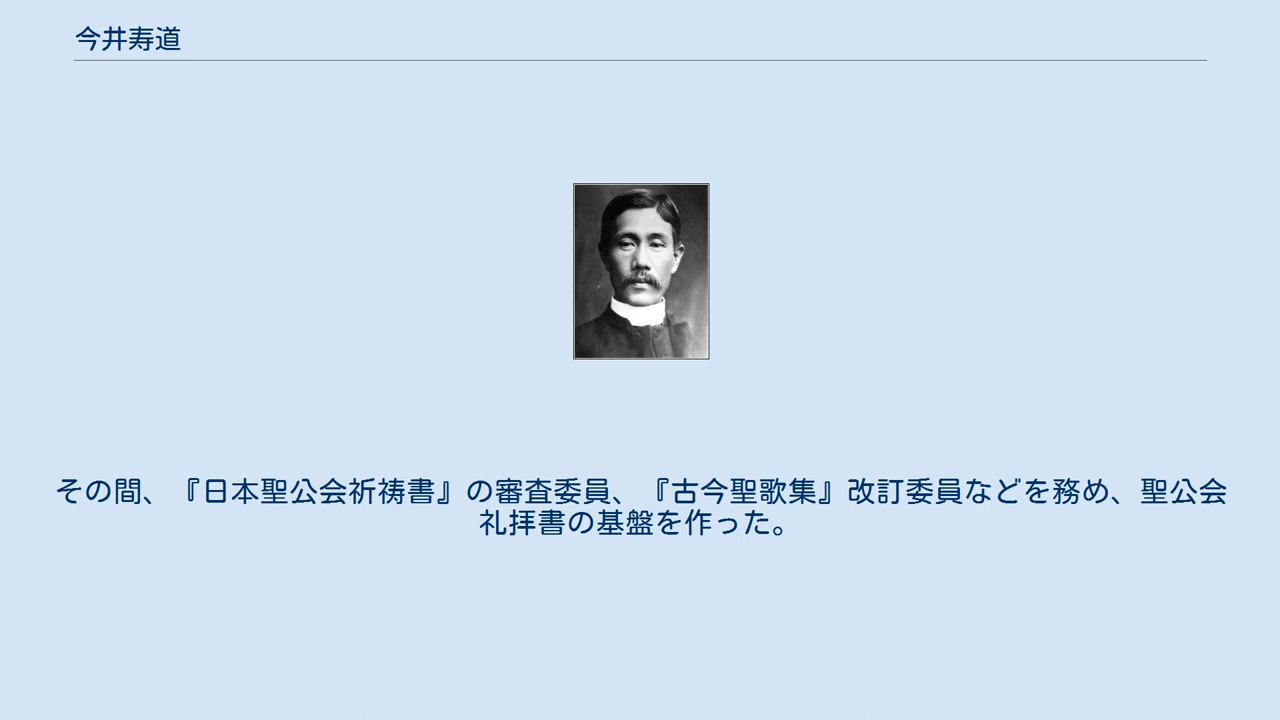 今井寿道
その間、『日本聖公会祈祷書』の審査委員、『古今聖歌集』改訂委員などを務め、聖公会
礼拝書の基盤を作った。